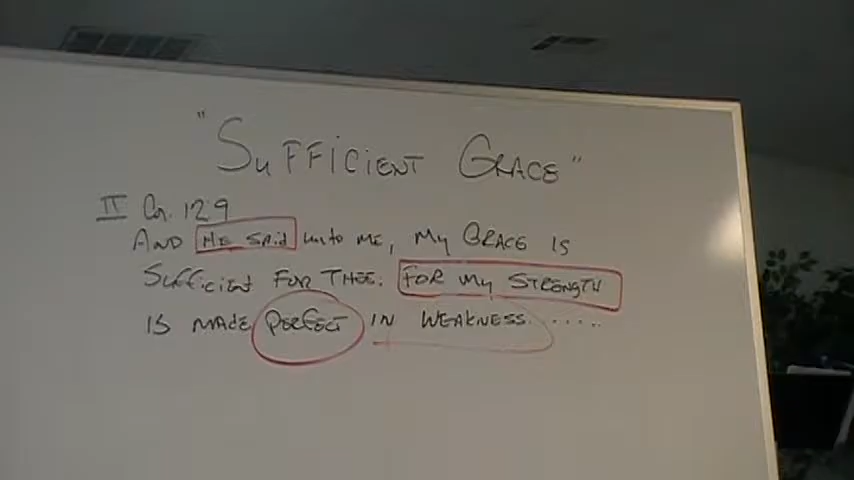 "SUFFICIENT GRACE"
II Cor. 12:9
AND HE SAID unto ME, My GRACE IS
SUFFICIENT FOR THEE: FOR My STRENGTH
IS MADE PERFECT IN WEAKNESS.....